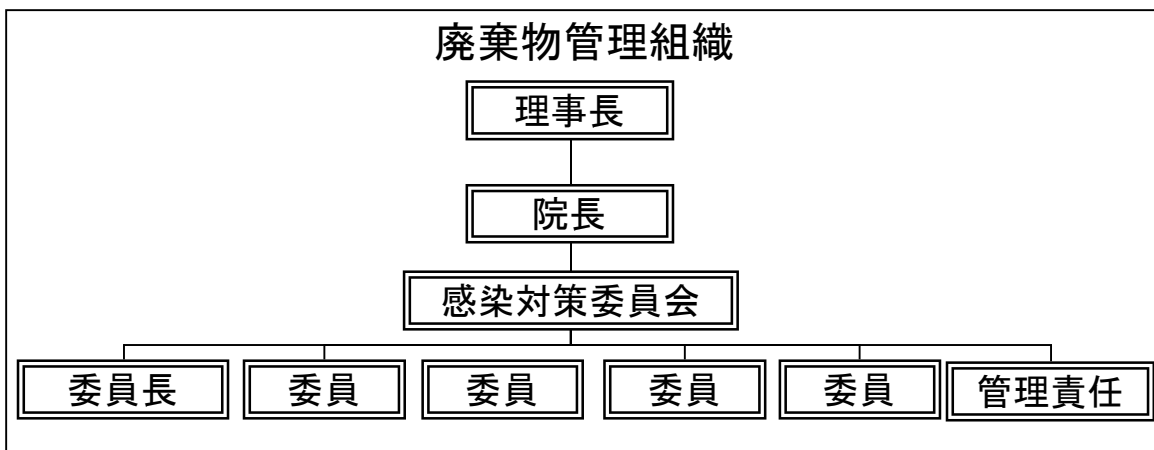 廃棄物管理組織
理事長
院長
感染対策委員会
委員長 委員 委員 委員 委員 管理責任